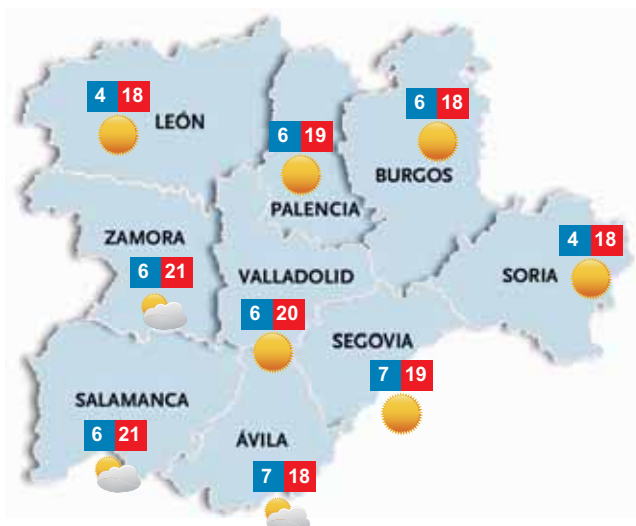 4 18
LEÓN
6 18
6 19
BURGOS
PALENCIA
ZAMORA
4 18
6 21
VALLADOLID
SORIA
6 20
SEGOVIA
7 19
SALAMANCA
6 21
ÁVILA
7 18